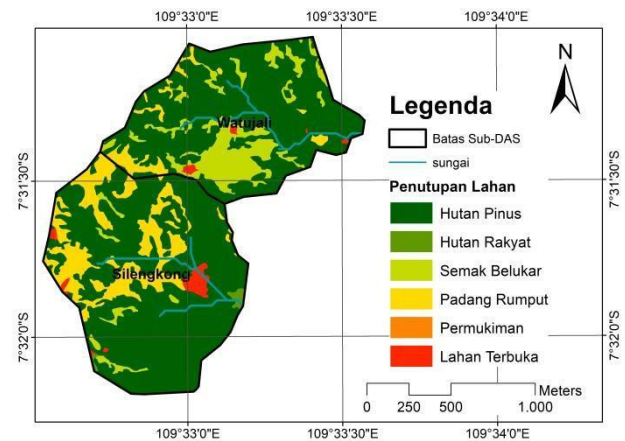 109°33'0"E 109°33'30"E 109°34'0"E
N
7°31'30"S
7°32'0"S
Watujali
Silengkong
Legenda
Batas Sub-DAS
sungai
Penutupan Lahan
Hutan Pinus
Hutan Rakyat
Semak Belukar
Padang Rumput
Permukiman
Lahan Terbuka
Meters
0 250 500 1.000
7°31'30"S
7°32'0"S
109°33'0"E 109°33'30"E 109°34'0"E